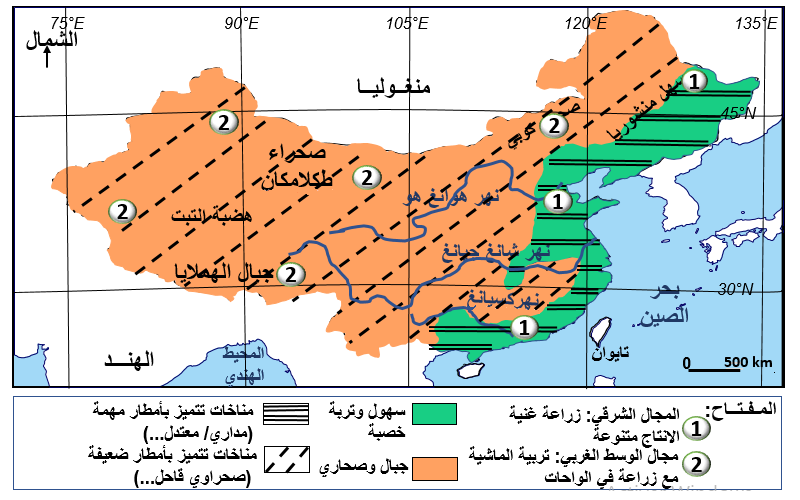 75°E
90°E
105°E
120°E
135°E
الشمال
منغوليا
صحراء
طكلامكان
هضبة التبت
جبال الهملايا
الهند
المحيط
الهندي
نهر هوانغ هو
نهر شانغ جيانغ
نهركسيانغ
صحراء كوبي
سهل منشوريا
45°N
30°N
بحر
الصين
تايوان
0 500 km
1
1
1
2
2
2
2
2
المفتاح:
1 المجال الشرقي: زراعة غنية
الانتاج متنوعة
2 مجال الوسط الغربي: تربية الماشية
مع زراعة في الواحات
سهول وتربة
خصبة
جبال وصحاري
مناخات تتميز بأمطار مهمة
(مداري/ معتدل...)
مناخات تتميز بأمطار ضعيفة
(صحراوي قاحل...)